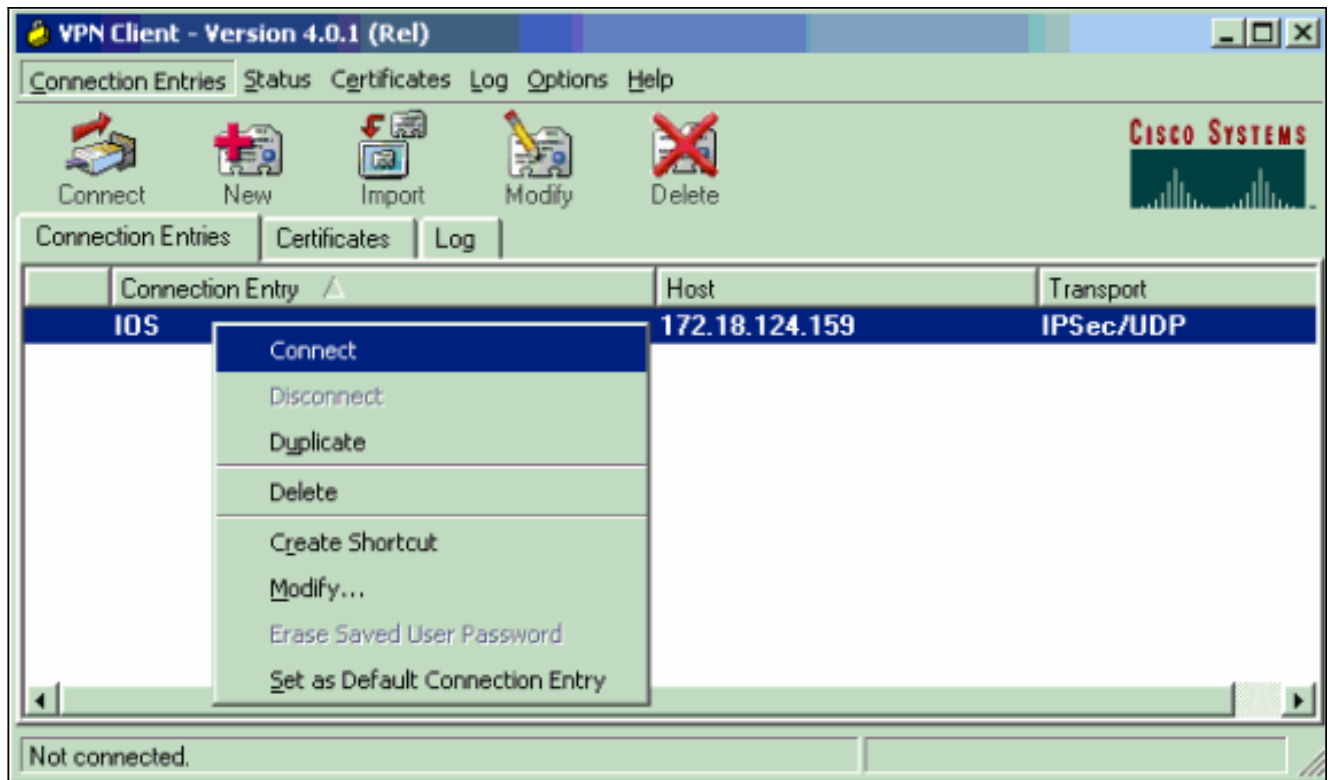 VPN Client - Version 4.0.1 (Rel)
Connection Entries Status Certificates Log Options Help
CISCO SYSTEMS
Connect New Import Modify Delete
Connection Entries Certificates Log
Connection Entry Host Transport
IOS 172.18.124.159 IPSec/UDP
Connect
Disconnect
Duplicate
Delete
Create Shortcut
Modify...
Erase Saved User Password
Set as Default Connection Entry
Not connected.